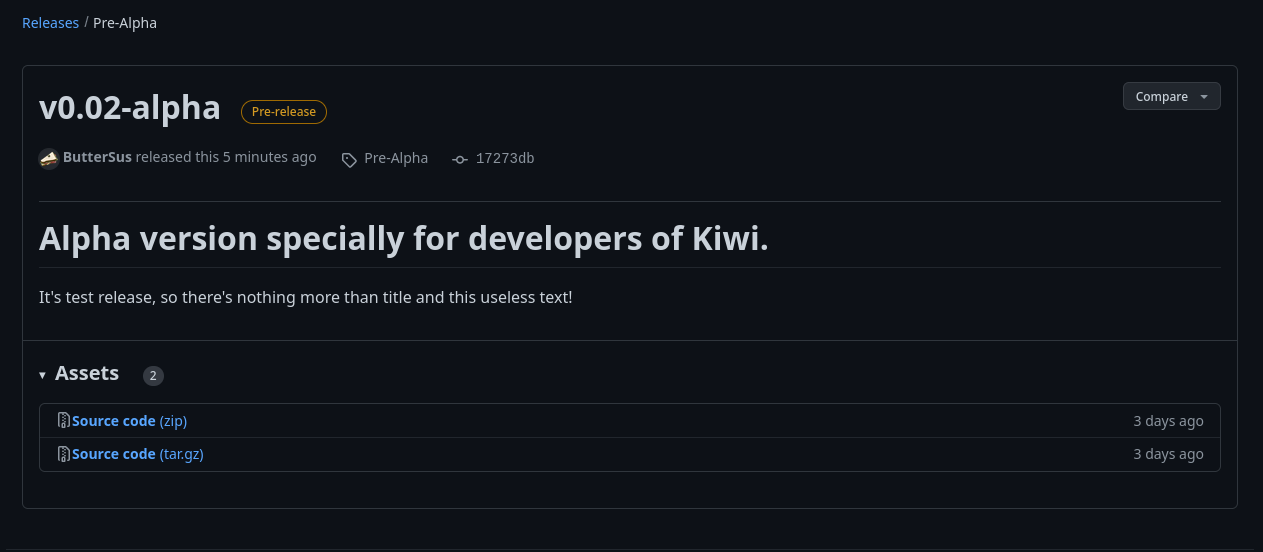 Releases / Pre-Alpha
v0.02-alpha Pre-release Compare
ButterSus released this 5 minutes ago Pre-Alpha 17273db
Alpha version specially for developers of Kiwi.
It's test release, so there's nothing more than title and this useless text!
Assets 2
Source code (zip) 3 days ago
Source code (tar.gz) 3 days ago